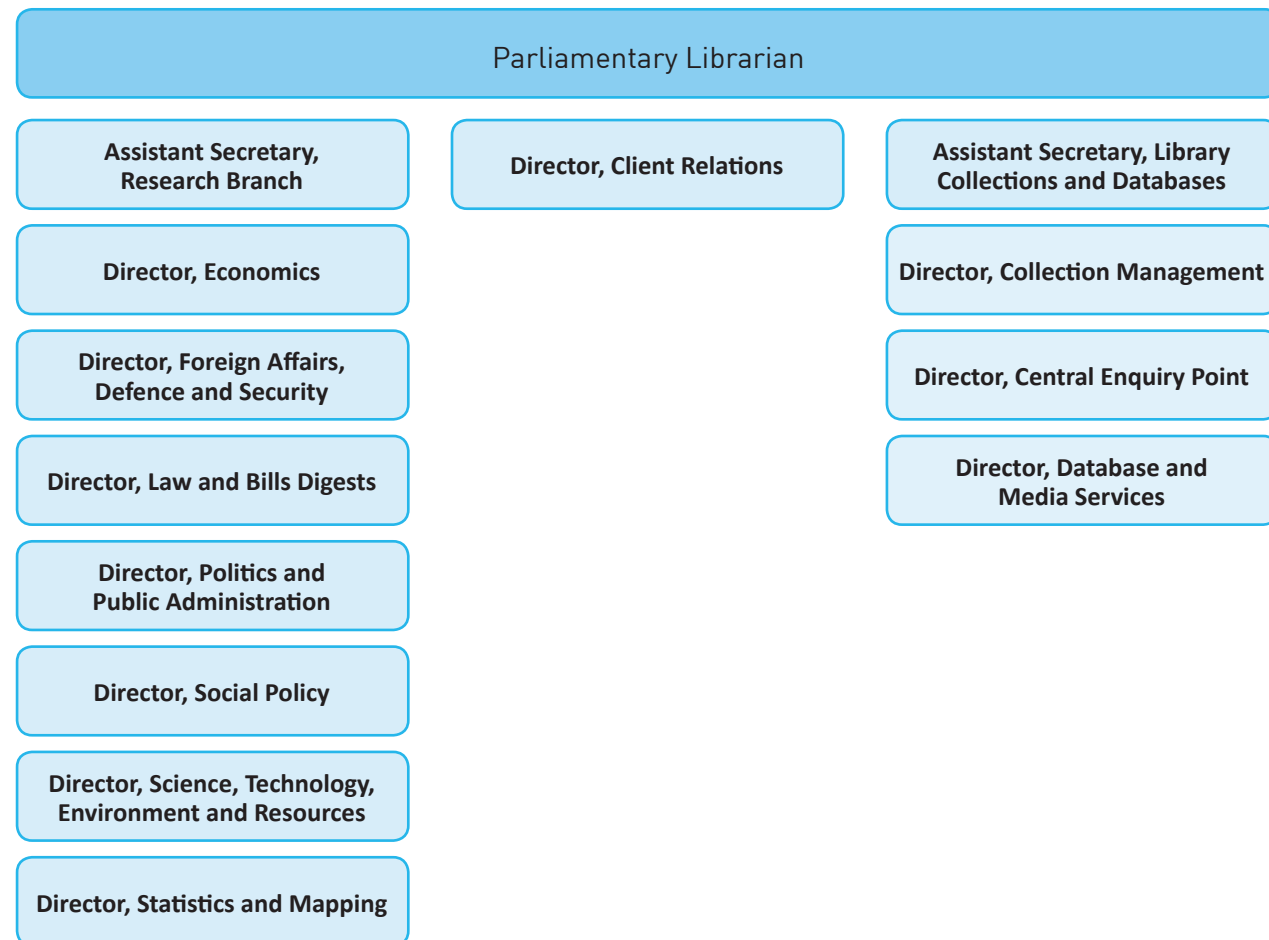 Parliamentary Librarian
Assistant Secretary,
Research Branch
Director, Economics
Director, Foreign Affairs,
Defence and Security
Director, Law and Bills Digests
Director, Politics and
Public Administration
Director, Social Policy
Director, Science, Technology,
Environment and Resources
Director, Statistics and Mapping
Director, Client Relations
Assistant Secretary, Library
Collections and Databases
Director, Collection Management
Director, Central Enquiry Point
Director, Database and
Media Services